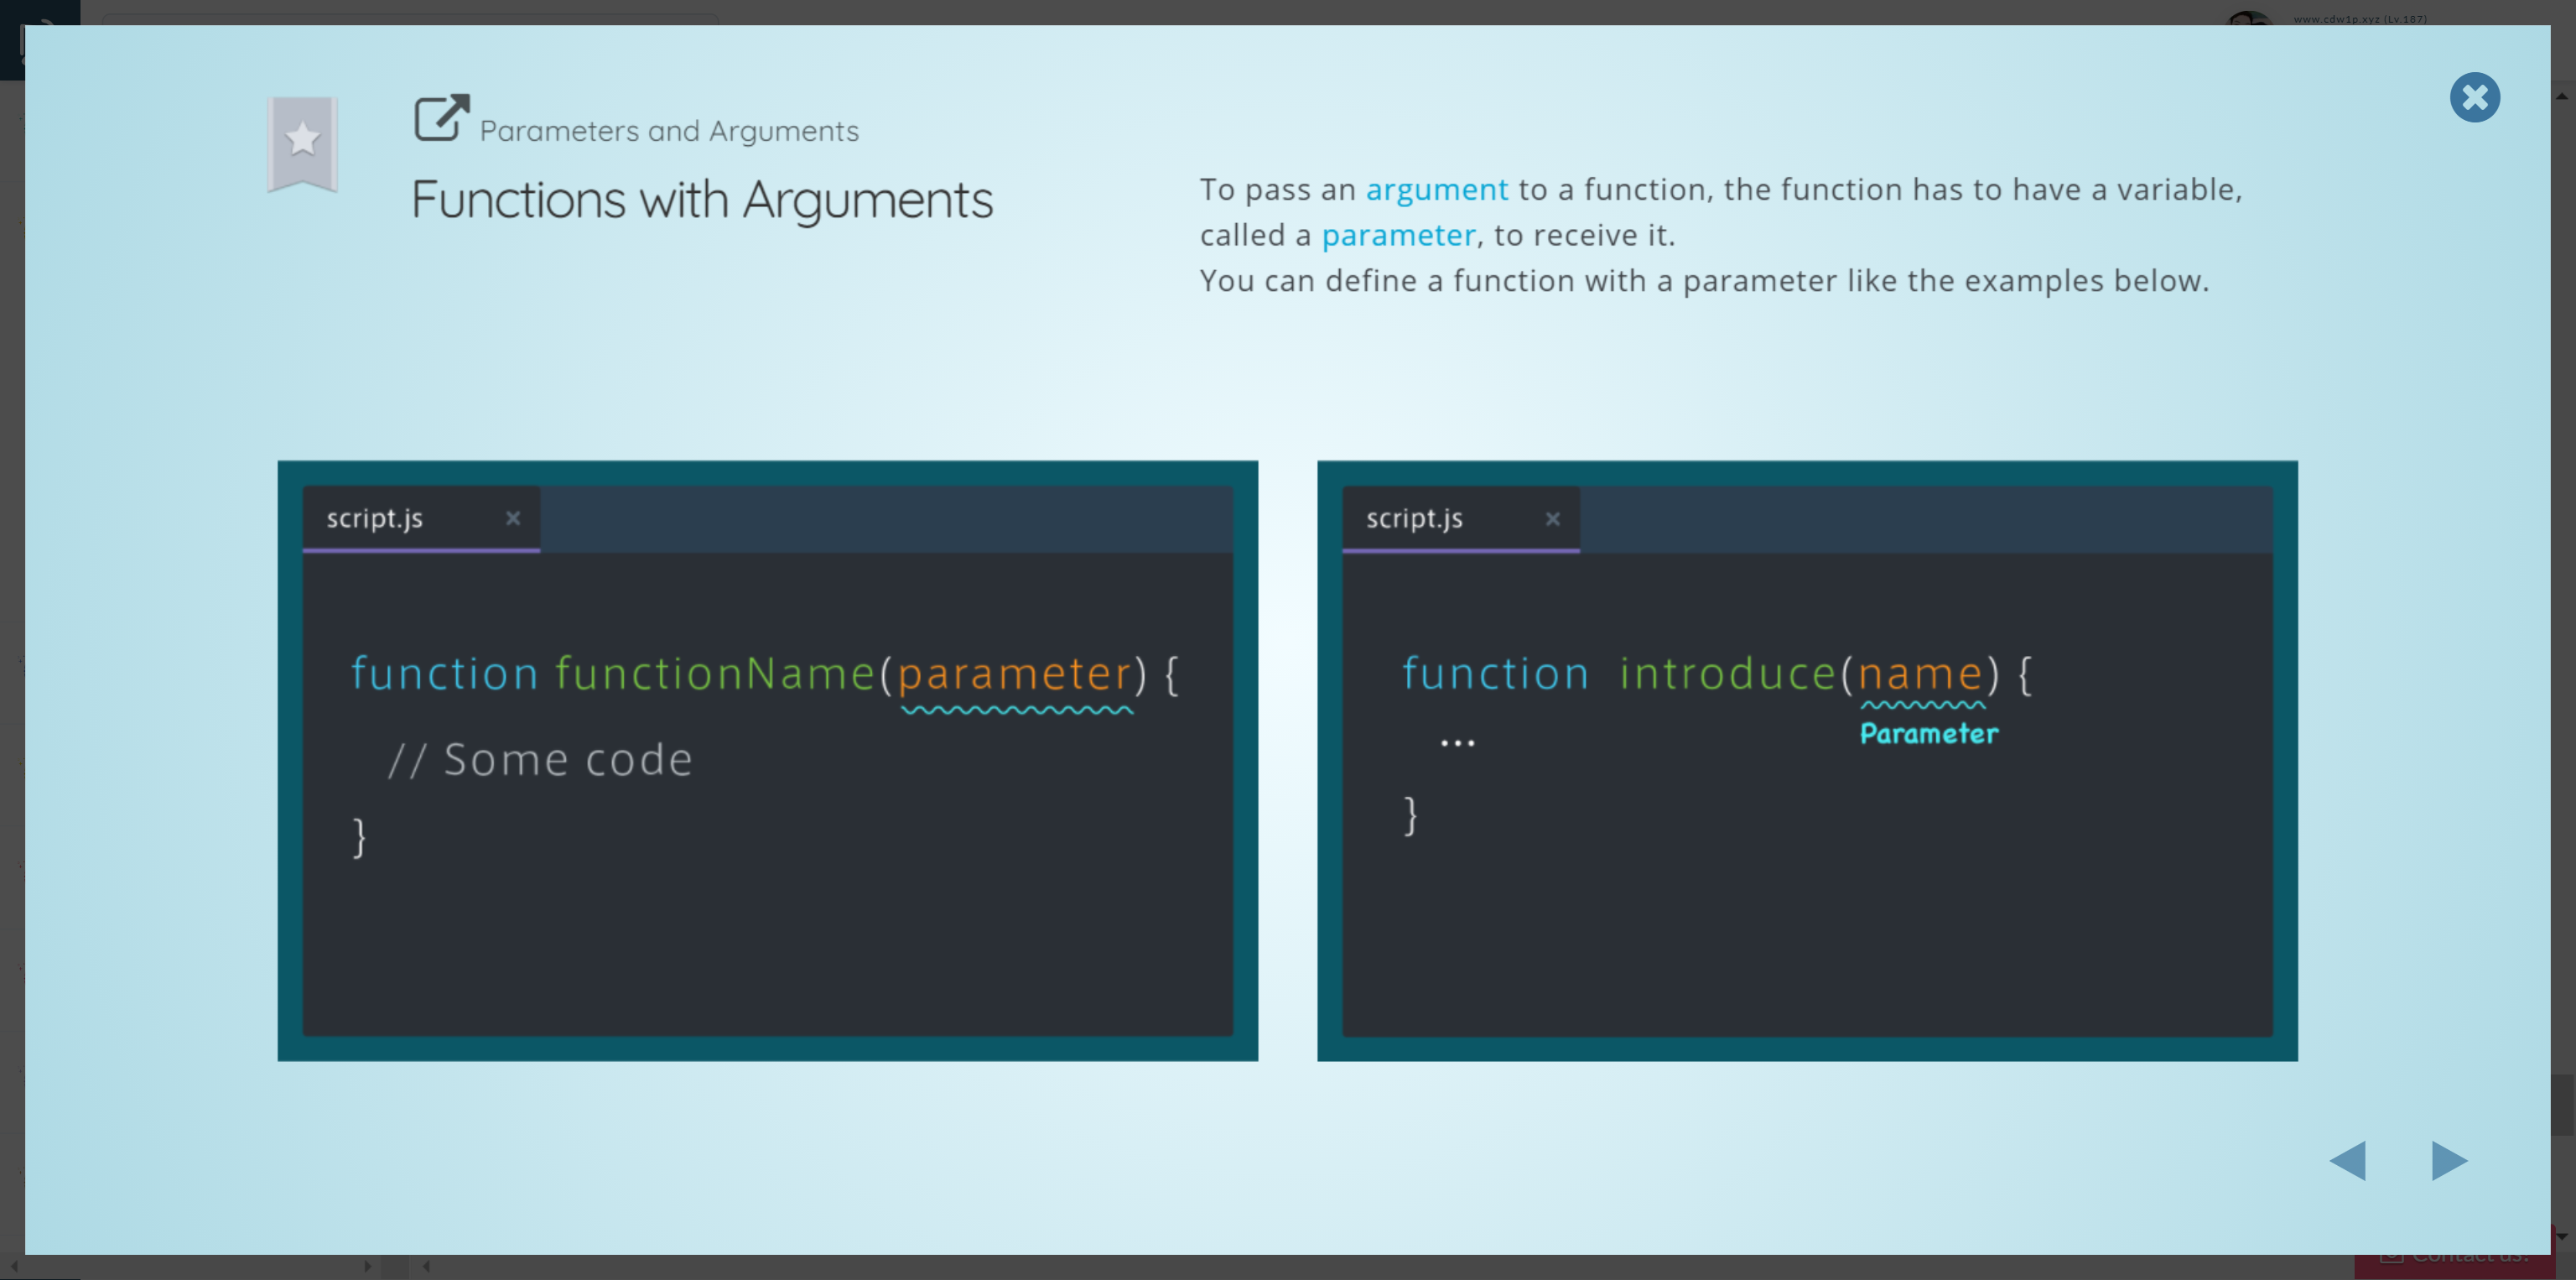 www.cdw1p.xyz (Lv.187)
Parameters and Arguments
Functions with Arguments
To pass an argument to a function, the function has to have a variable,
called a parameter, to receive it.
You can define a function with a parameter like the examples below.
script.js
function functionName(parameter) {
// Some code
}
script.js
function introduce(name) {
Parameter
...
}
Contact us!